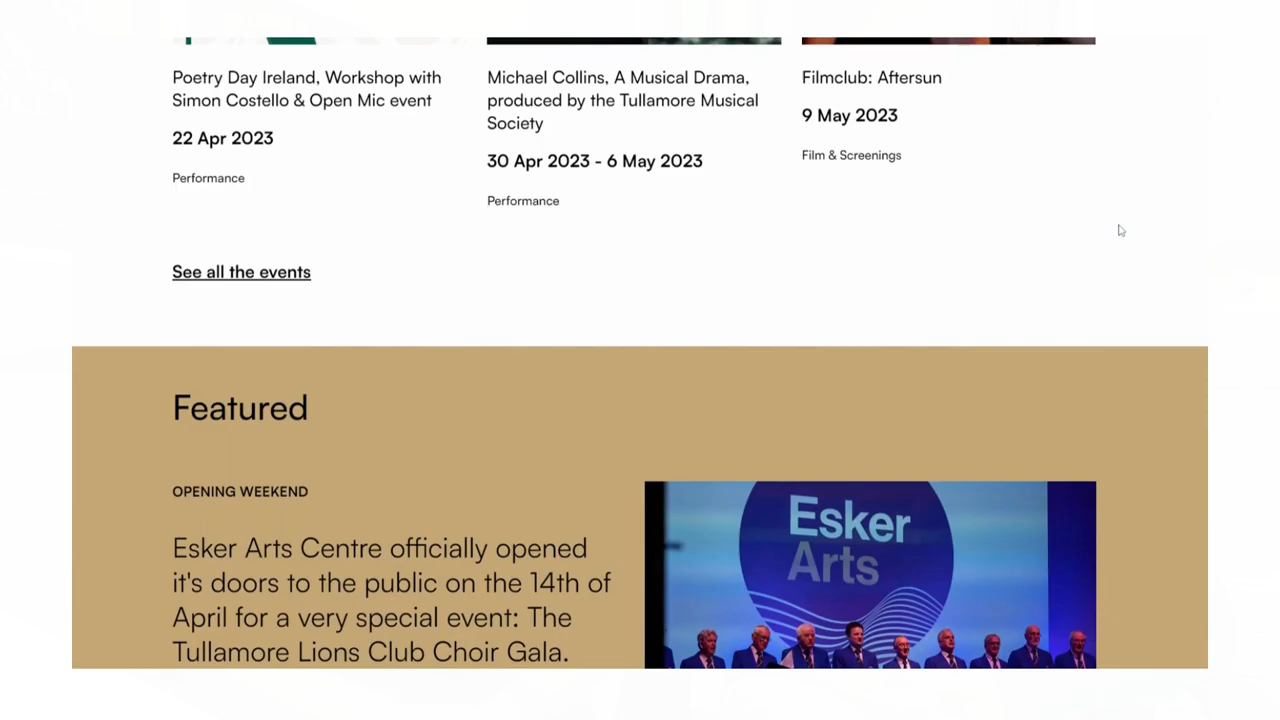 Poetry Day Ireland, Workshop with
Simon Costello & Open Mic event
22 Apr 2023
Performance
Michael Collins, A Musical Drama,
produced by the Tullamore Musical
Society
30 Apr 2023 - 6 May 2023
Performance
Filmclub: Aftersun
9 May 2023
Film & Screenings
See all the events
Featured
OPENING WEEKEND
Esker Arts Centre officially opened
it's doors to the public on the 14th of
April for a very special event: The
Tullamore Lions Club Choir Gala.
Esker
Arts